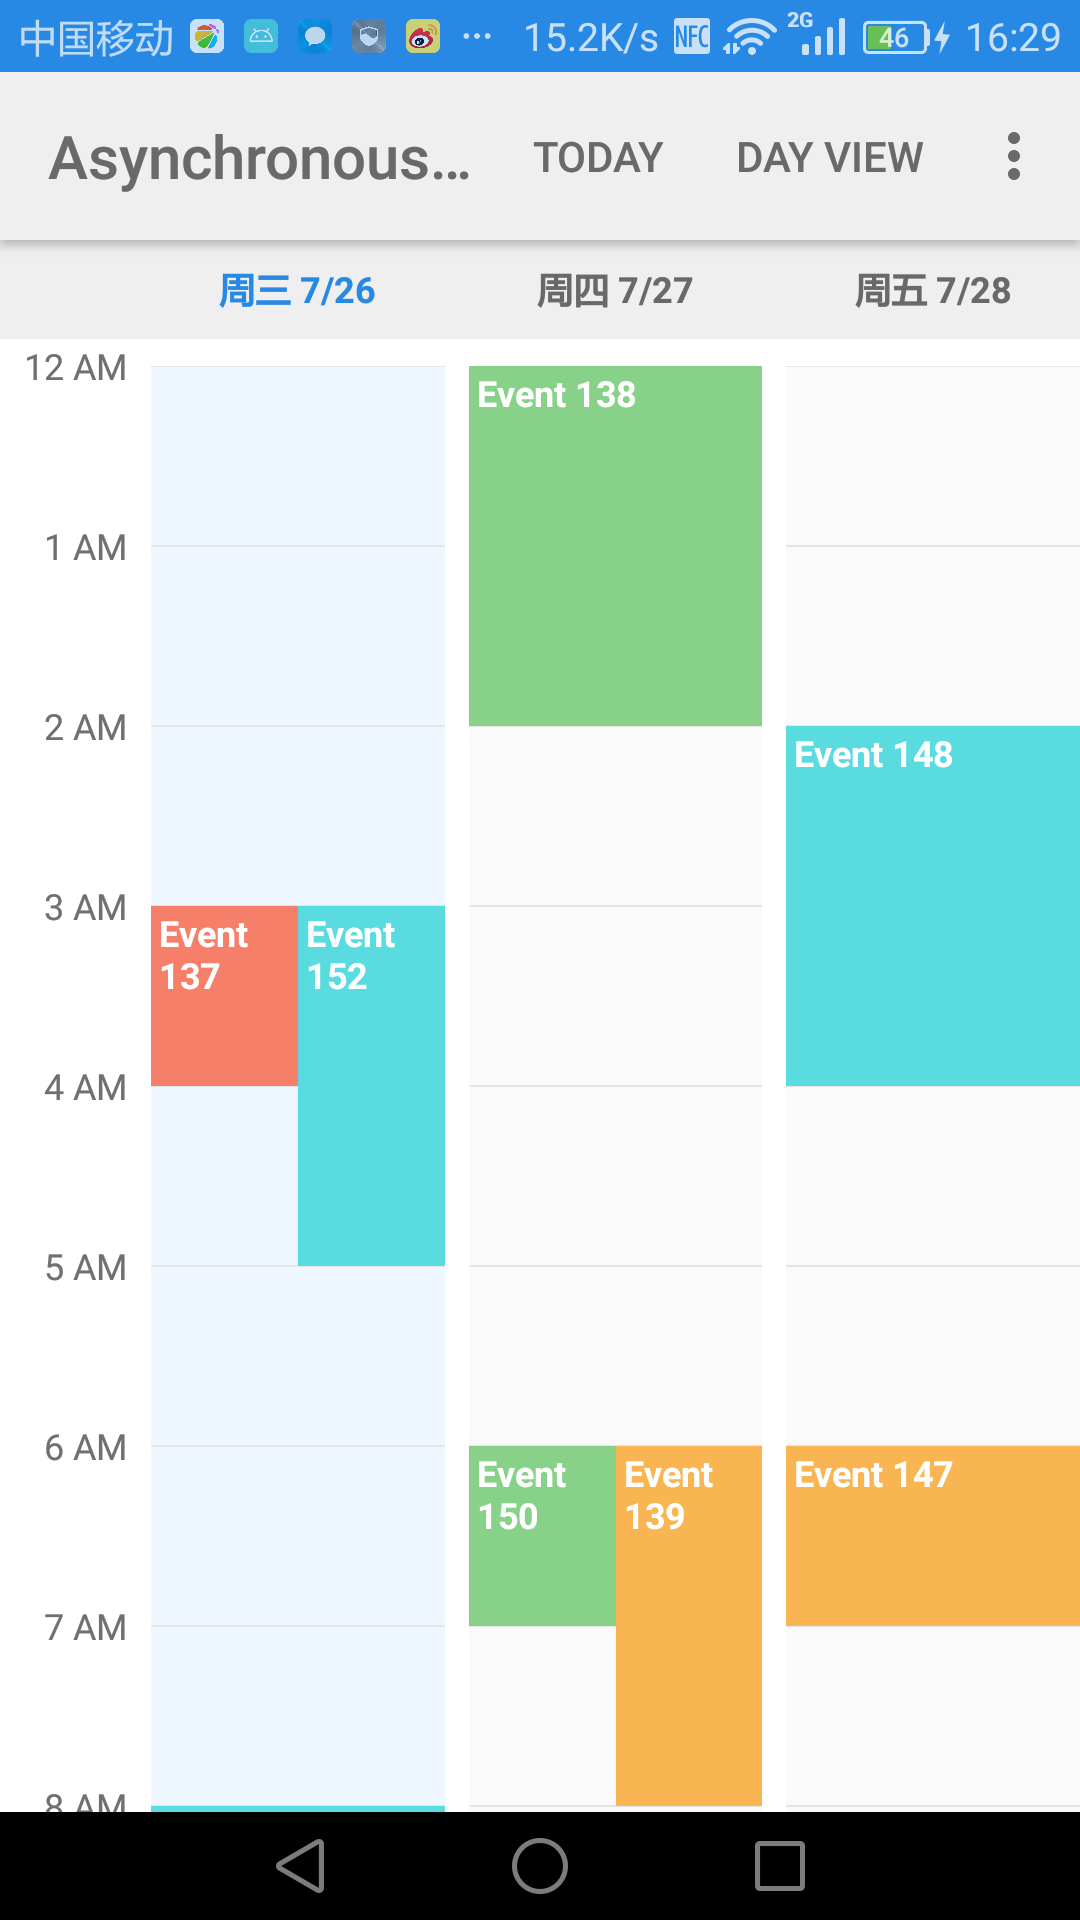 中国移动 15.2K/s NFC 2G 46 16:29
Asynchronous... TODAY DAY VIEW
周三 7/26 周四 7/27 周五 7/28
12 AM
Event 138
1 AM
2 AM
Event 148
3 AM
Event 137
Event 152
4 AM
5 AM
6 AM
Event 150
Event 139
Event 147
7 AM
8 AM